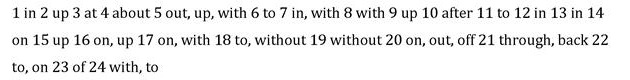 1 in 2 up 3 at 4 about 5 out, up, with 6 to 7 in, with 8 with 9 up 10 after 11 to 12 in 13 in 14
on 15 up 16 on, up 17 on, with 18 to, without 19 without 20 on, out, off 21 through, back 22
to, on 23 of 24 with, to